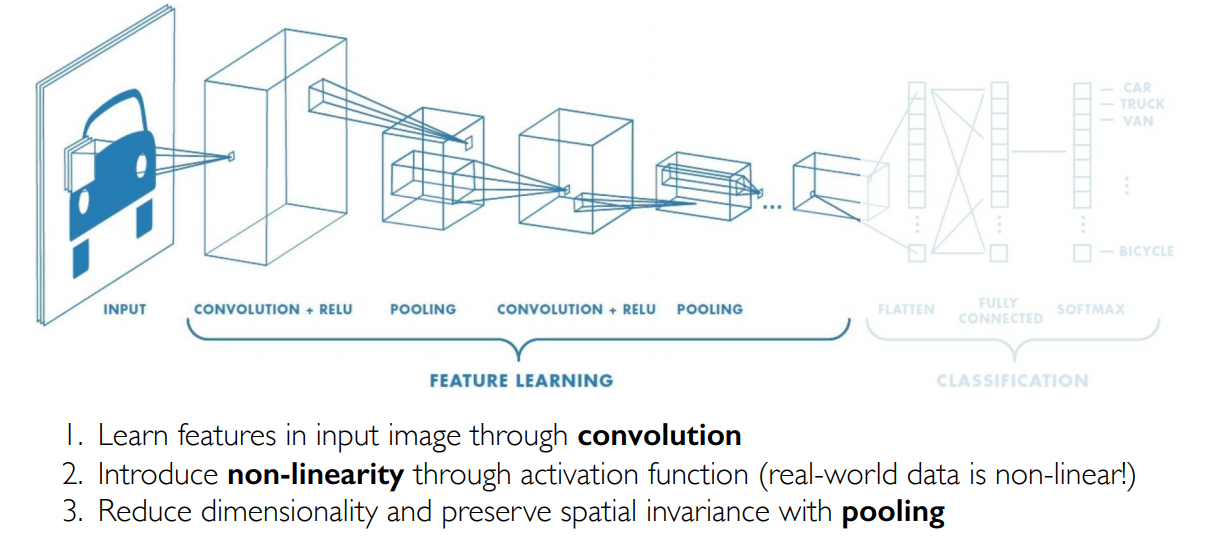 CAR
TRUCK
VAN
...
BICYCLE
INPUT
CONVOLUTION + RELU
POOLING
CONVOLUTION + RELU
POOLING
FLATTEN
FULLY
CONNECTED
SOFTMAX
FEATURE LEARNING
CLASSIFICATION
1. Learn features in input image through convolution
2. Introduce non-linearity through activation function (real-world data is non-linear!)
3. Reduce dimensionality and preserve spatial invariance with pooling